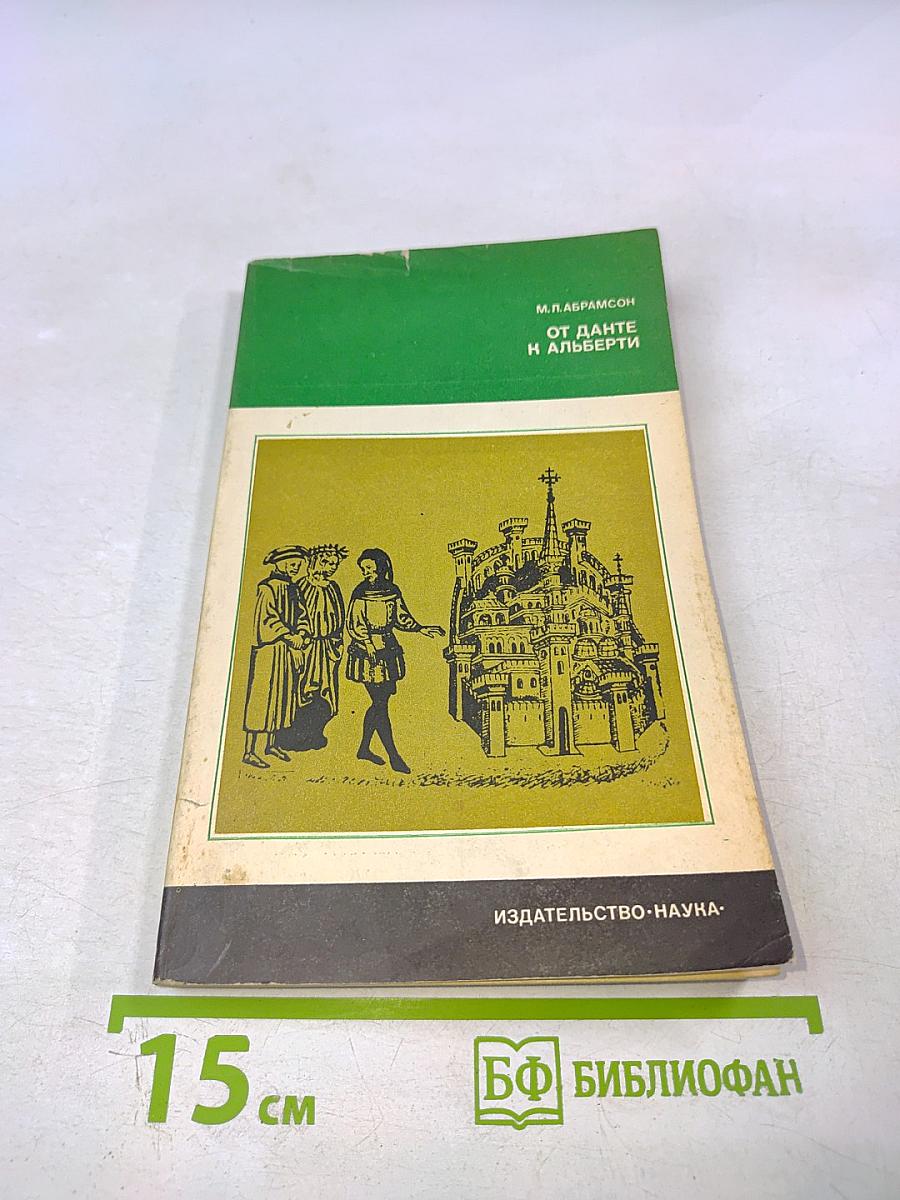 М.Л.АБРАМСОН
ОТ ДАНТЕ
К АЛЬБЕРТИ
ИЗДАТЕЛЬСТВО·НАУКА·
15 см
БФ БИБЛИОФАН